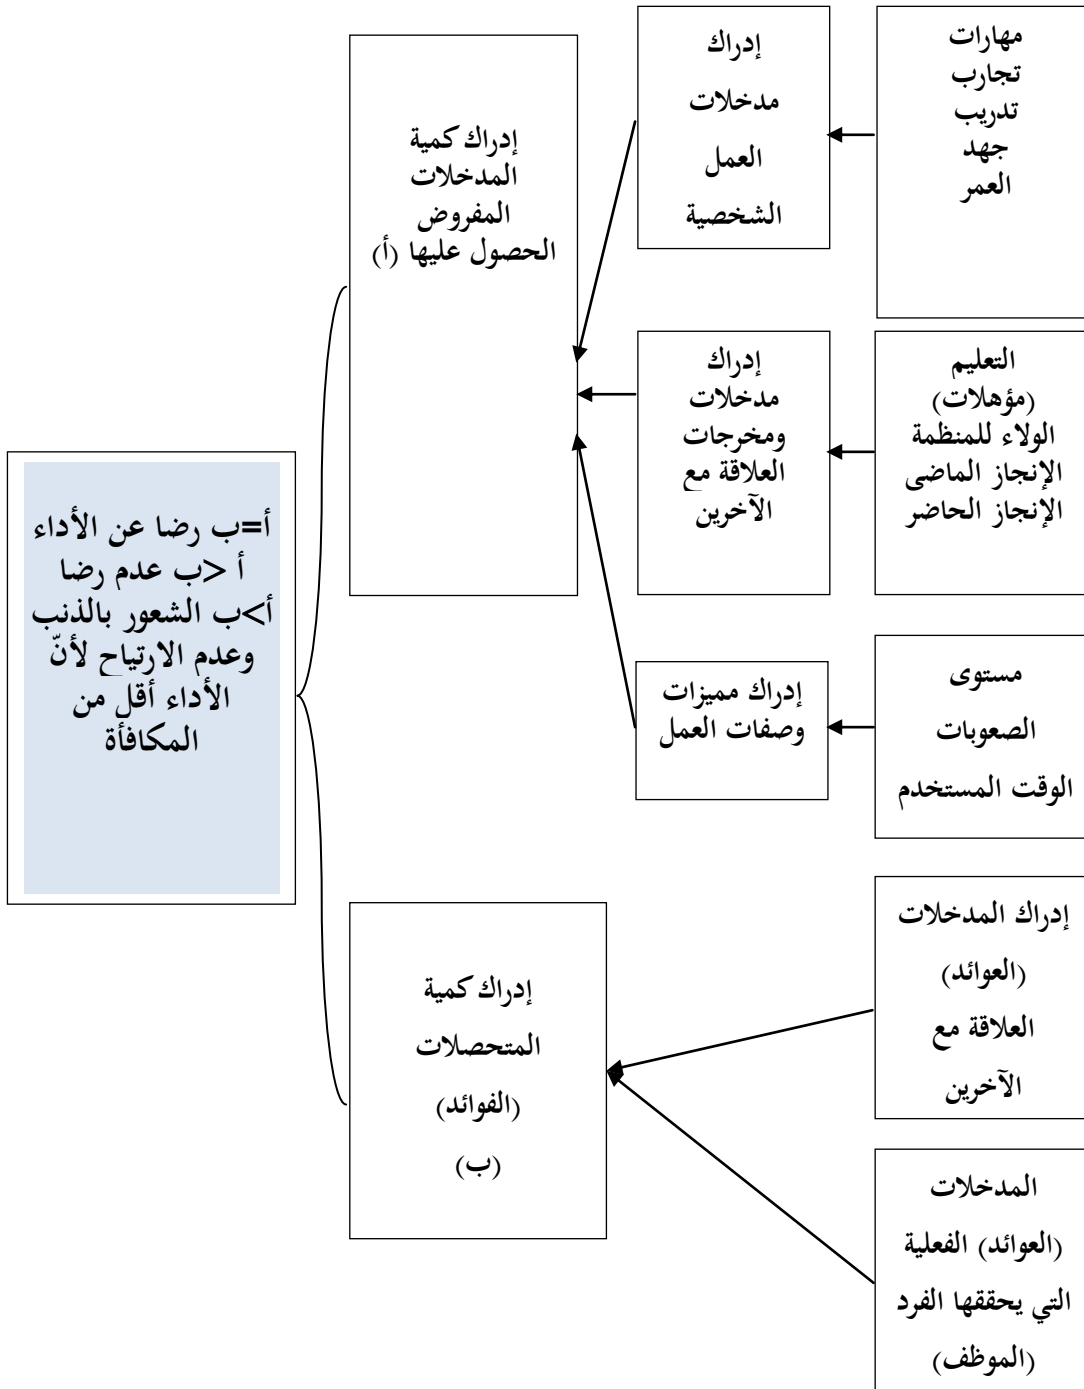 مهارات
تجارب
تدريب
جهد
العمر
إدراك
مدخلات
العمل
الشخصية
إدراك كمية
المدخلات
المفروض
الحصول عليها (أ)
التعليم
(مؤهلات)
الولاء للمنظمة
الإنجاز الماضى
الإنجاز الحاضر
إدراك
مدخلات
ومخرجات
العلاقة مع
الآخرين
مستوى
الصعوبات
الوقت المستخدم
إدراك مميزات
وصفات العمل
أ=ب رضا عن الأداء
أ >ب عدم رضا
أ<ب الشعور بالذنب
وعدم الارتياح لأنّ
الأداء أقل من
المكافأة
إدراك المدخلات
(العوائد)
العلاقة مع
الآخرين
إدراك كمية
المتحصلات
(الفوائد)
(ب)
المدخلات
(العوائد) الفعلية
التي يحققها الفرد
(الموظف)